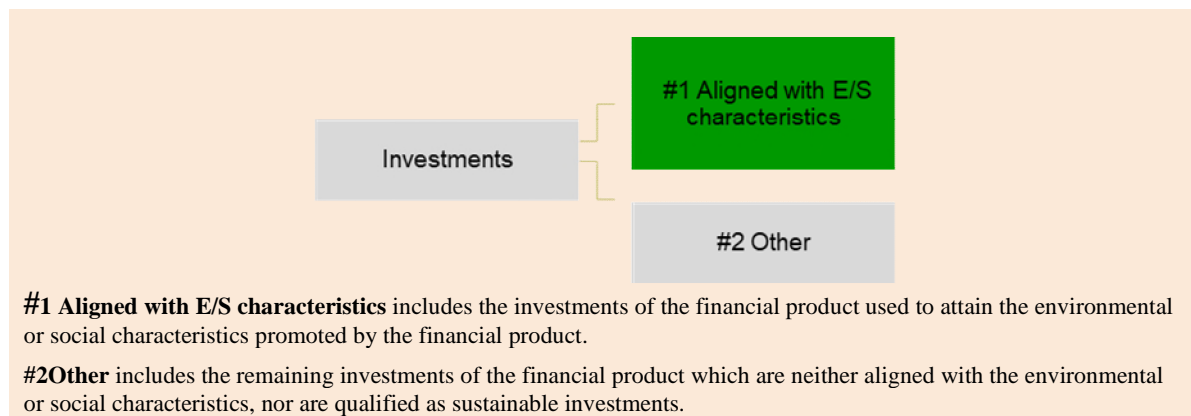 #1 Aligned with E/S
characteristics
Investments
#2 Other
#1 Aligned with E/S characteristics includes the investments of the financial product used to attain the environmental
or social characteristics promoted by the financial product.
#2Other includes the remaining investments of the financial product which are neither aligned with the environmental
or social characteristics, nor are qualified as sustainable investments.